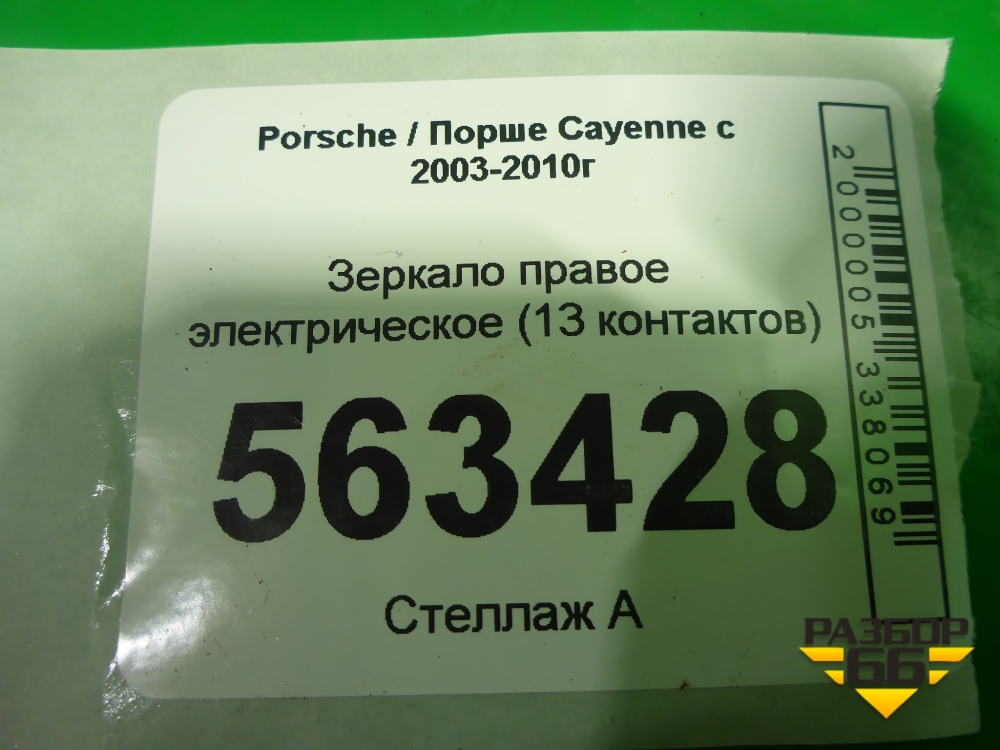 Porsche / Порше Cayenne с
2003-2010г
Зеркало правое
электрическое (13 контактов)
563428
Стеллаж А
2000005338069
РАЗБОР
66